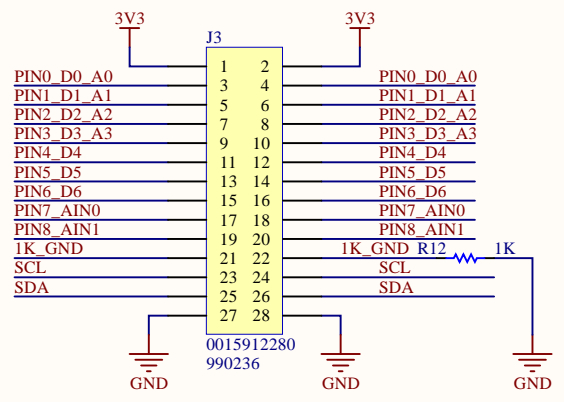 3V3 3V3
J3
1 2
PIN0_D0_A0 3 4 PIN0_D0_A0
PIN1_D1_A1 5 6 PIN1_D1_A1
PIN2_D2_A2 7 8 PIN2_D2_A2
PIN3_D3_A3 9 10 PIN3_D3_A3
PIN4_D4 11 12 PIN4_D4
PIN5_D5 13 14 PIN5_D5
PIN6_D6 15 16 PIN6_D6
PIN7_AIN0 17 18 PIN7_AIN0
PIN8_AIN1 19 20 PIN8_AIN1
1K_GND 21 22 1K_GND R12 1K
SCL 23 24 SCL
SDA 25 26 SDA
27 28
0015912280
990236
GND GND GND